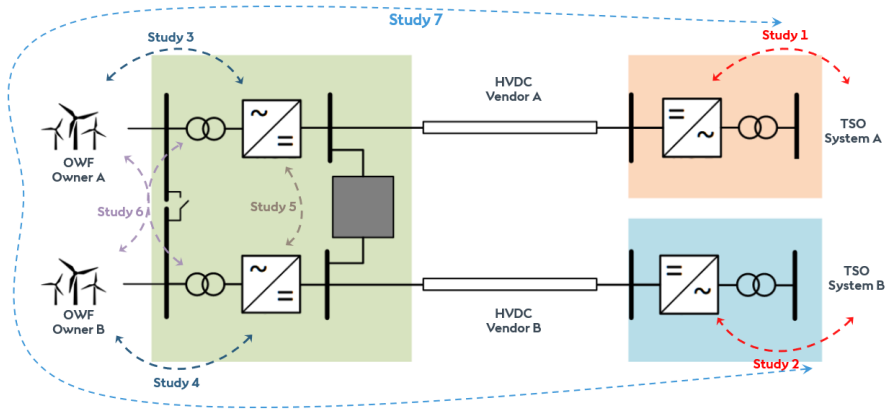 Study 7
Study 3
Study 1
HVDC
Vendor A
~
=
=
~
OWF
Owner A
TSO
System A
Study 6
Study 5
~
=
=
~
OWF
Owner B
TSO
System B
HVDC
Vendor B
Study 4
Study 2